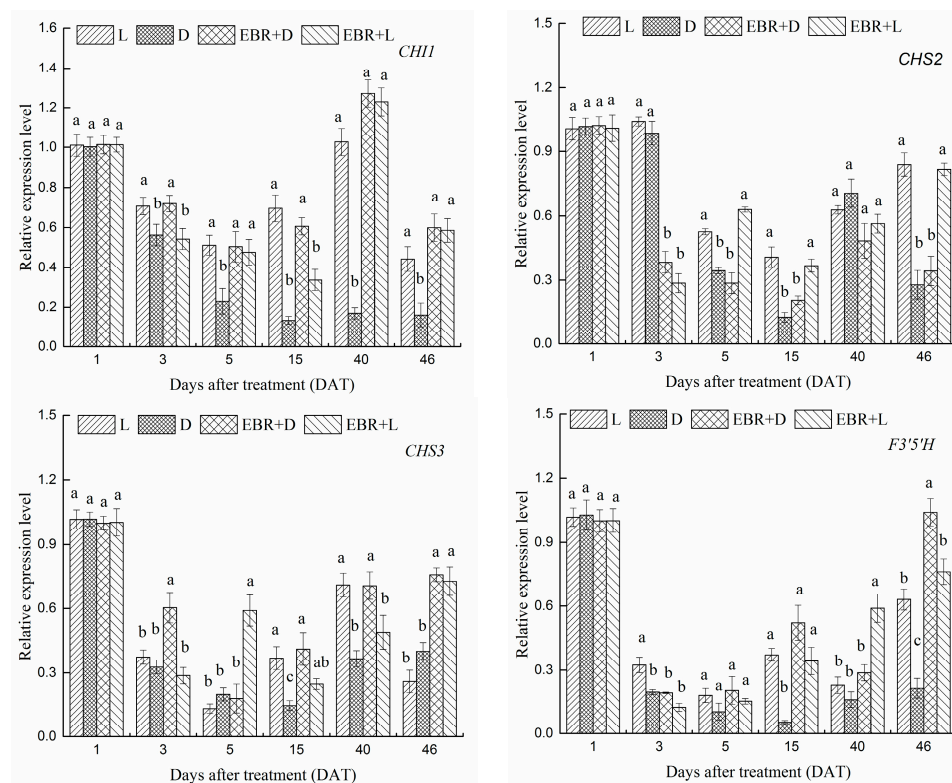 L D EBR+D EBR+L
CHI1
Relative expression level
1.6
1.4
1.2
1.0
0.8
0.6
0.4
0.2
0.0
a a a a
a b a b
a b a a
a b a b
a b a a
a b a a
1 3 5 15 40 46
Days after treatment (DAT)
L D EBR+D EBR+L
CHS2
Relative expression level
1.5
1.2
0.9
0.6
0.3
0.0
a a a a
a a b b
a b b a
a b b a
a a a a
a b b a
1 3 5 15 40 46
Days after treatment (DAT)
L D EBR+D EBR+L
CHS3
Relative expression level
1.5
1.2
0.9
0.6
0.3
0.0
a a a a
b b a b
b b b a
a c a ab
a b a b
b b a a
1 3 5 15 40 46
Days after treatment (DAT)
L D EBR+D EBR+L
F3'5'H
Relative expression level
1.5
1.2
0.9
0.6
0.3
0.0
a a a a
a b b b
a a a a
a b a a
b b b a
b c a b
1 3 5 15 40 46
Days after treatment (DAT)